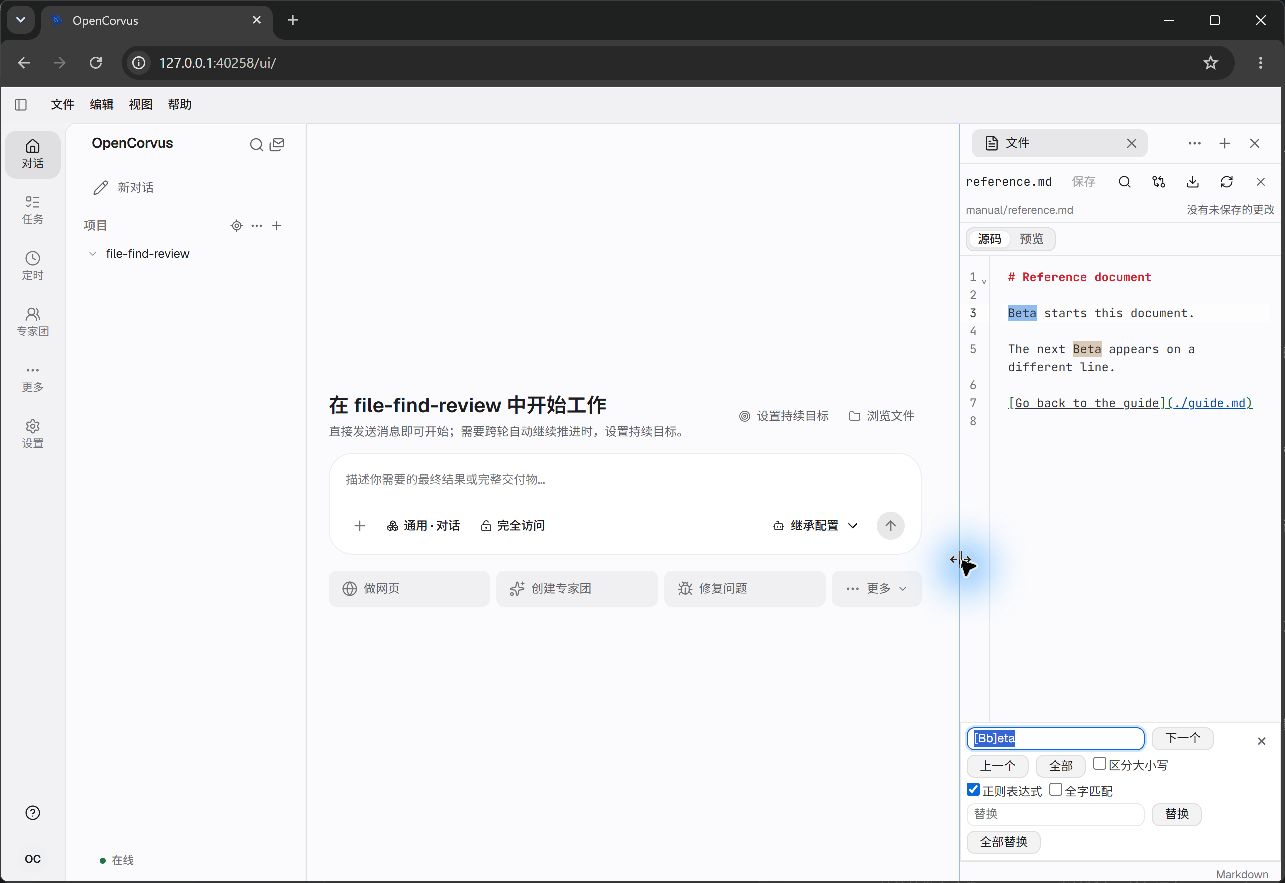 OpenCorvus
127.0.0.1:40258/ui/
文件 编辑 视图 帮助
对话
任务
定时
专家团
更多
设置
OC
OpenCorvus
新对话
项目
file-find-review
在线
在 file-find-review 中开始工作
直接发送消息即可开始；需要跨轮自动继续推进时，设置持续目标。
设置持续目标 浏览文件
描述你需要的最终结果或完整交付物...
通用 · 对话 完全访问 继承配置
做网页 创建专家团 修复问题 更多
文件
reference.md 保存
manual/reference.md 没有未保存的更改
源码 预览
1 # Reference document
2
3 Beta starts this document.
4
5 The next Beta appears on a
different line.
6
7 [Go back to the guide](./guide.md)
8
[Bb]eta 下一个
上一个 全部 区分大小写
正则表达式 全字匹配
替换 替换
全部替换
Markdown